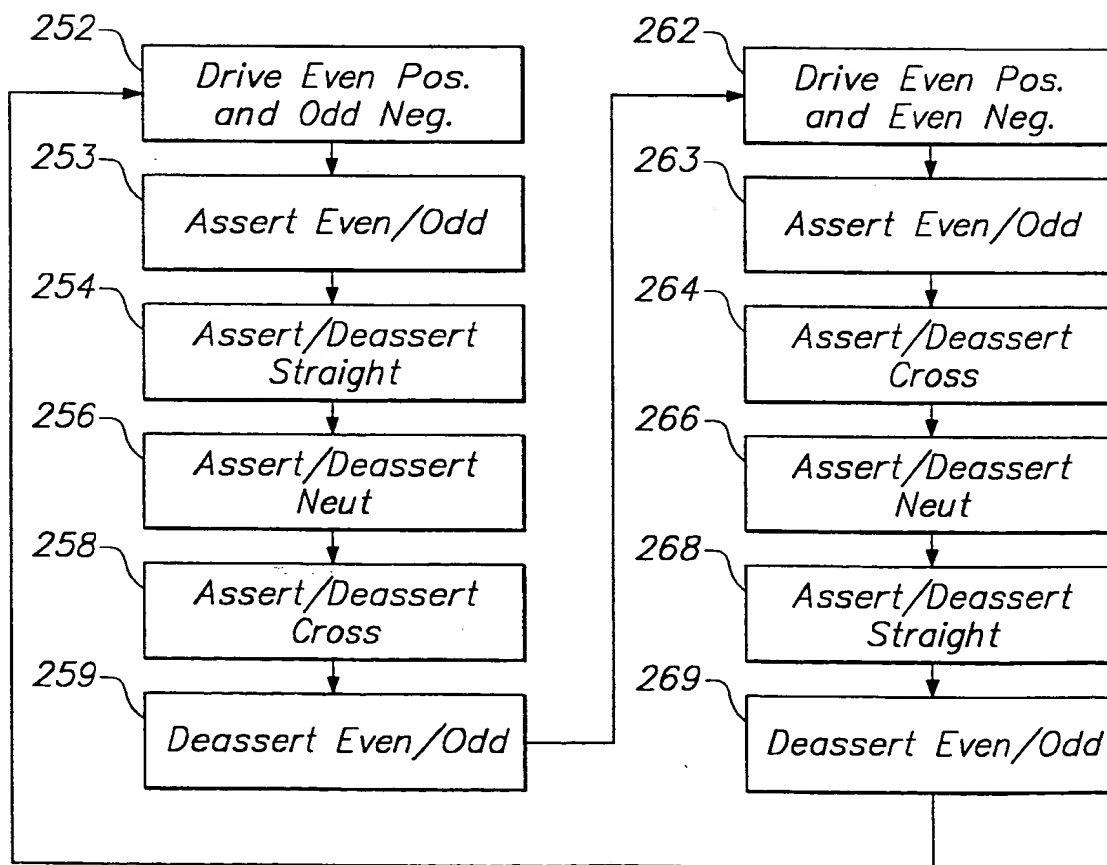 252
Drive Even Pos.
and Odd Neg.
253
Assert Even/Odd
254
Assert/Deassert
Straight
256
Assert/Deassert
Neut
258
Assert/Deassert
Cross
259
Deassert Even/Odd
262
Drive Even Pos.
and Even Neg.
263
Assert Even/Odd
264
Assert/Deassert
Cross
266
Assert/Deassert
Neut
268
Assert/Deassert
Straight
269
Deassert Even/Odd